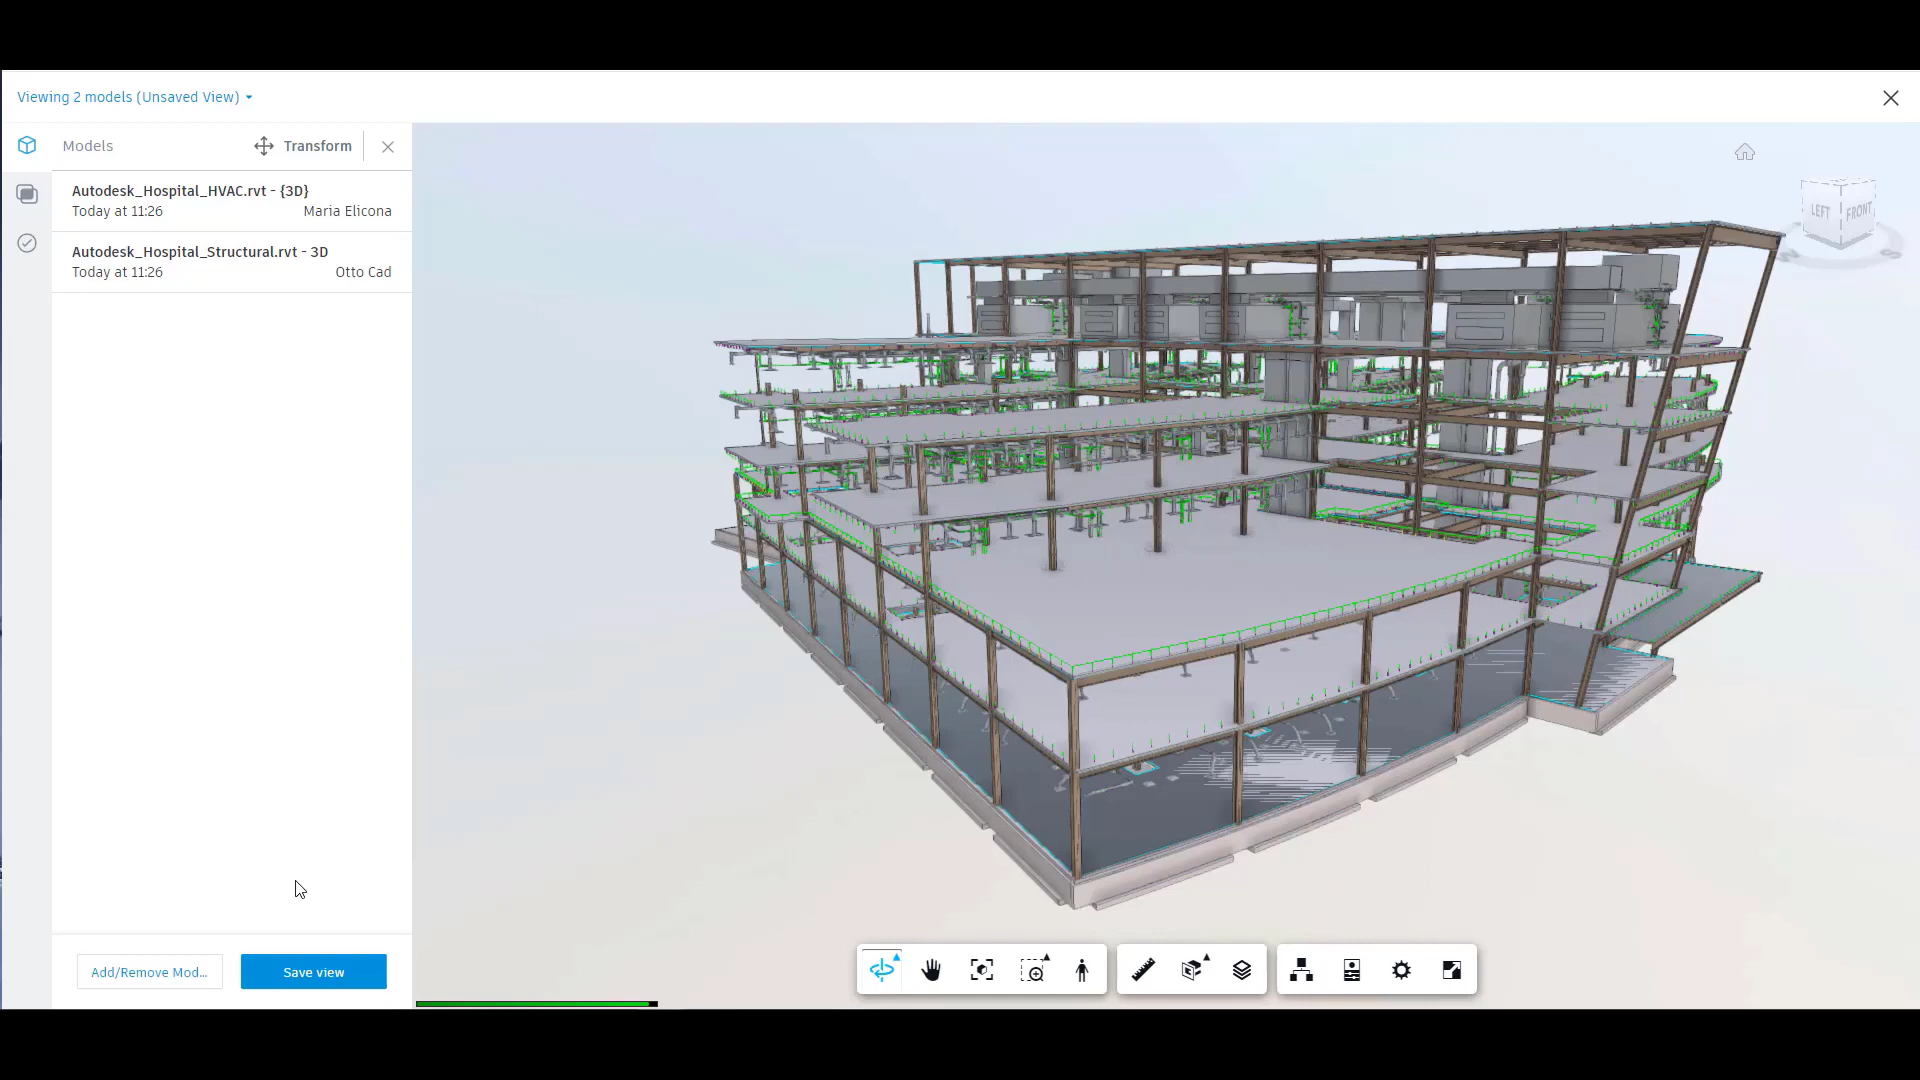 Viewing 2 models (Unsaved View)
Models
Transform
Autodesk_Hospital_HVAC.rvt - {3D}
Today at 11:26 Maria Elicona
Autodesk_Hospital_Structural.rvt - 3D
Today at 11:26 Otto Cad
LEFT FRONT
Add/Remove Mod...
Save view